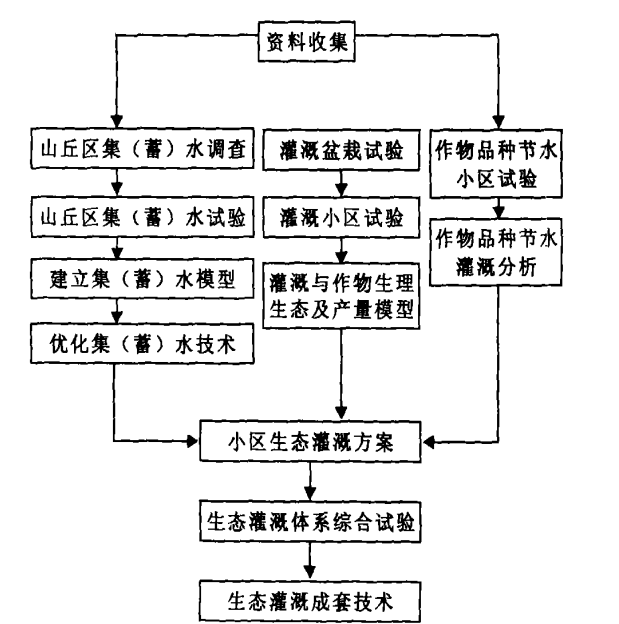 资料收集
山丘区集（蓄）水调查
山丘区集（蓄）水试验
建立集（蓄）水模型
优化集（蓄）水技术
灌溉盆栽试验
灌溉小区试验
灌溉与作物生理
生态及产量模型
作物品种节水
小区试验
作物品种节水
灌溉分析
小区生态灌溉方案
生态灌溉体系综合试验
生态灌溉成套技术